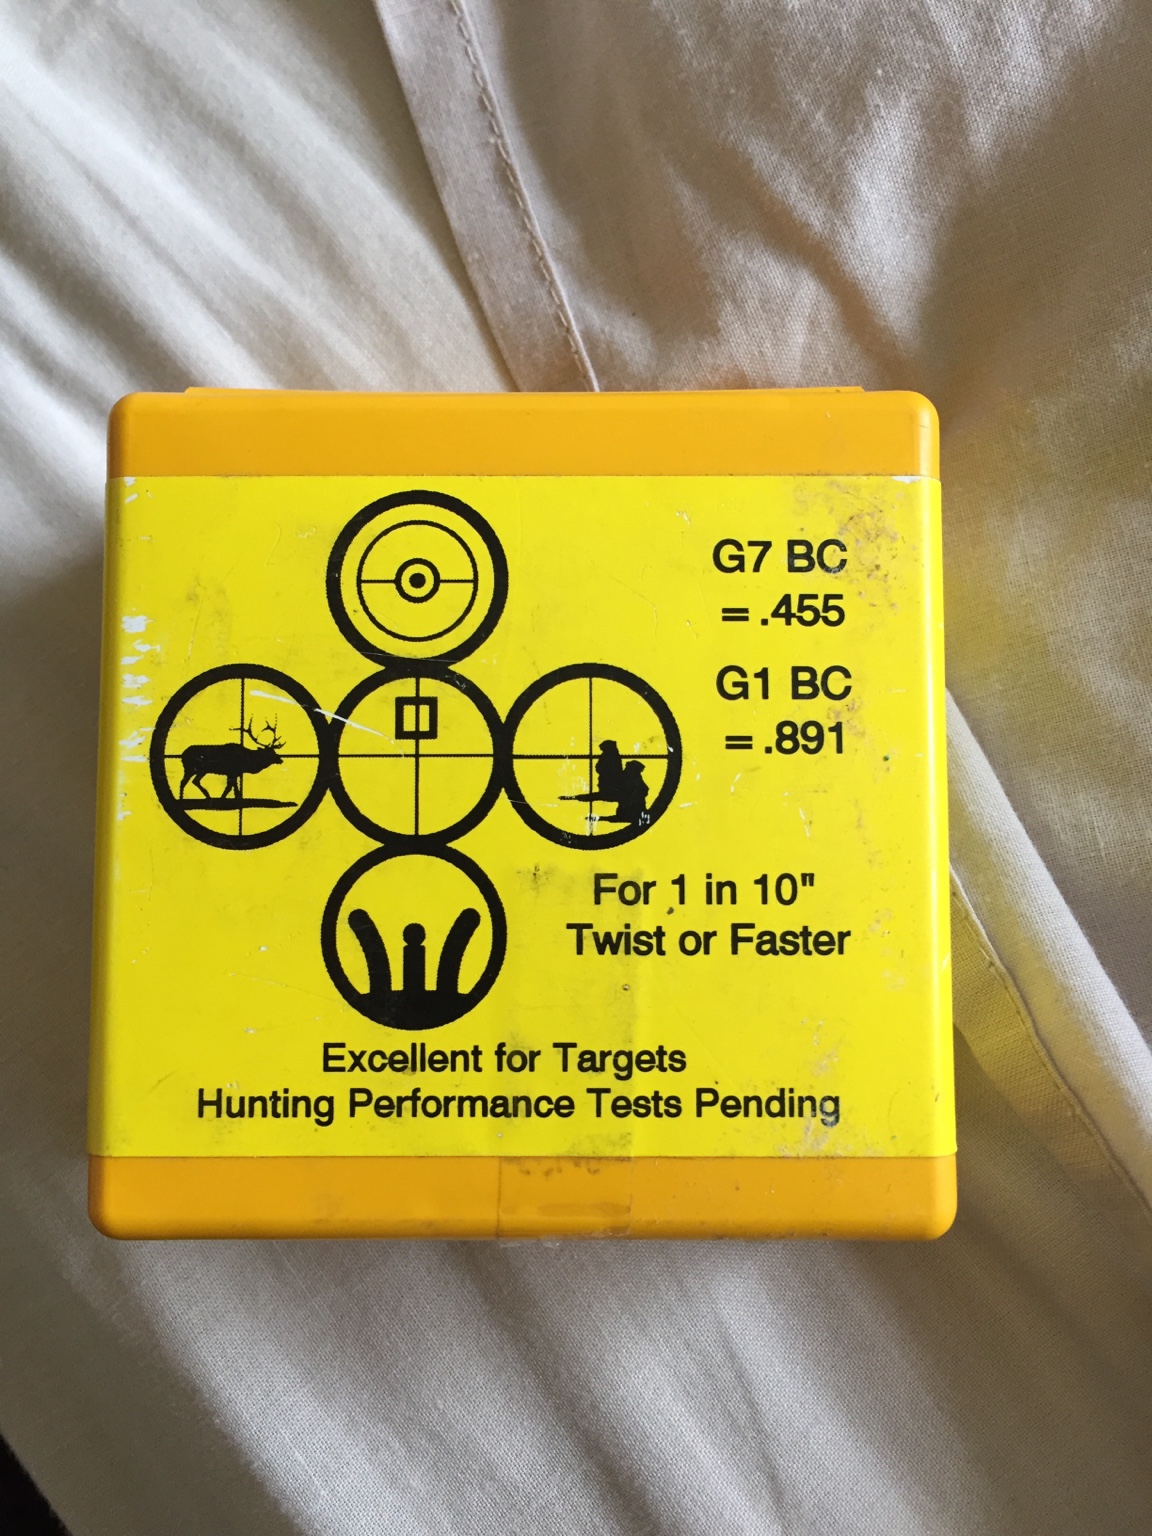 G7 BC
= .455
G1 BC
= .891
For 1 in 10"
Twist or Faster
Excellent for Targets
Hunting Performance Tests Pending